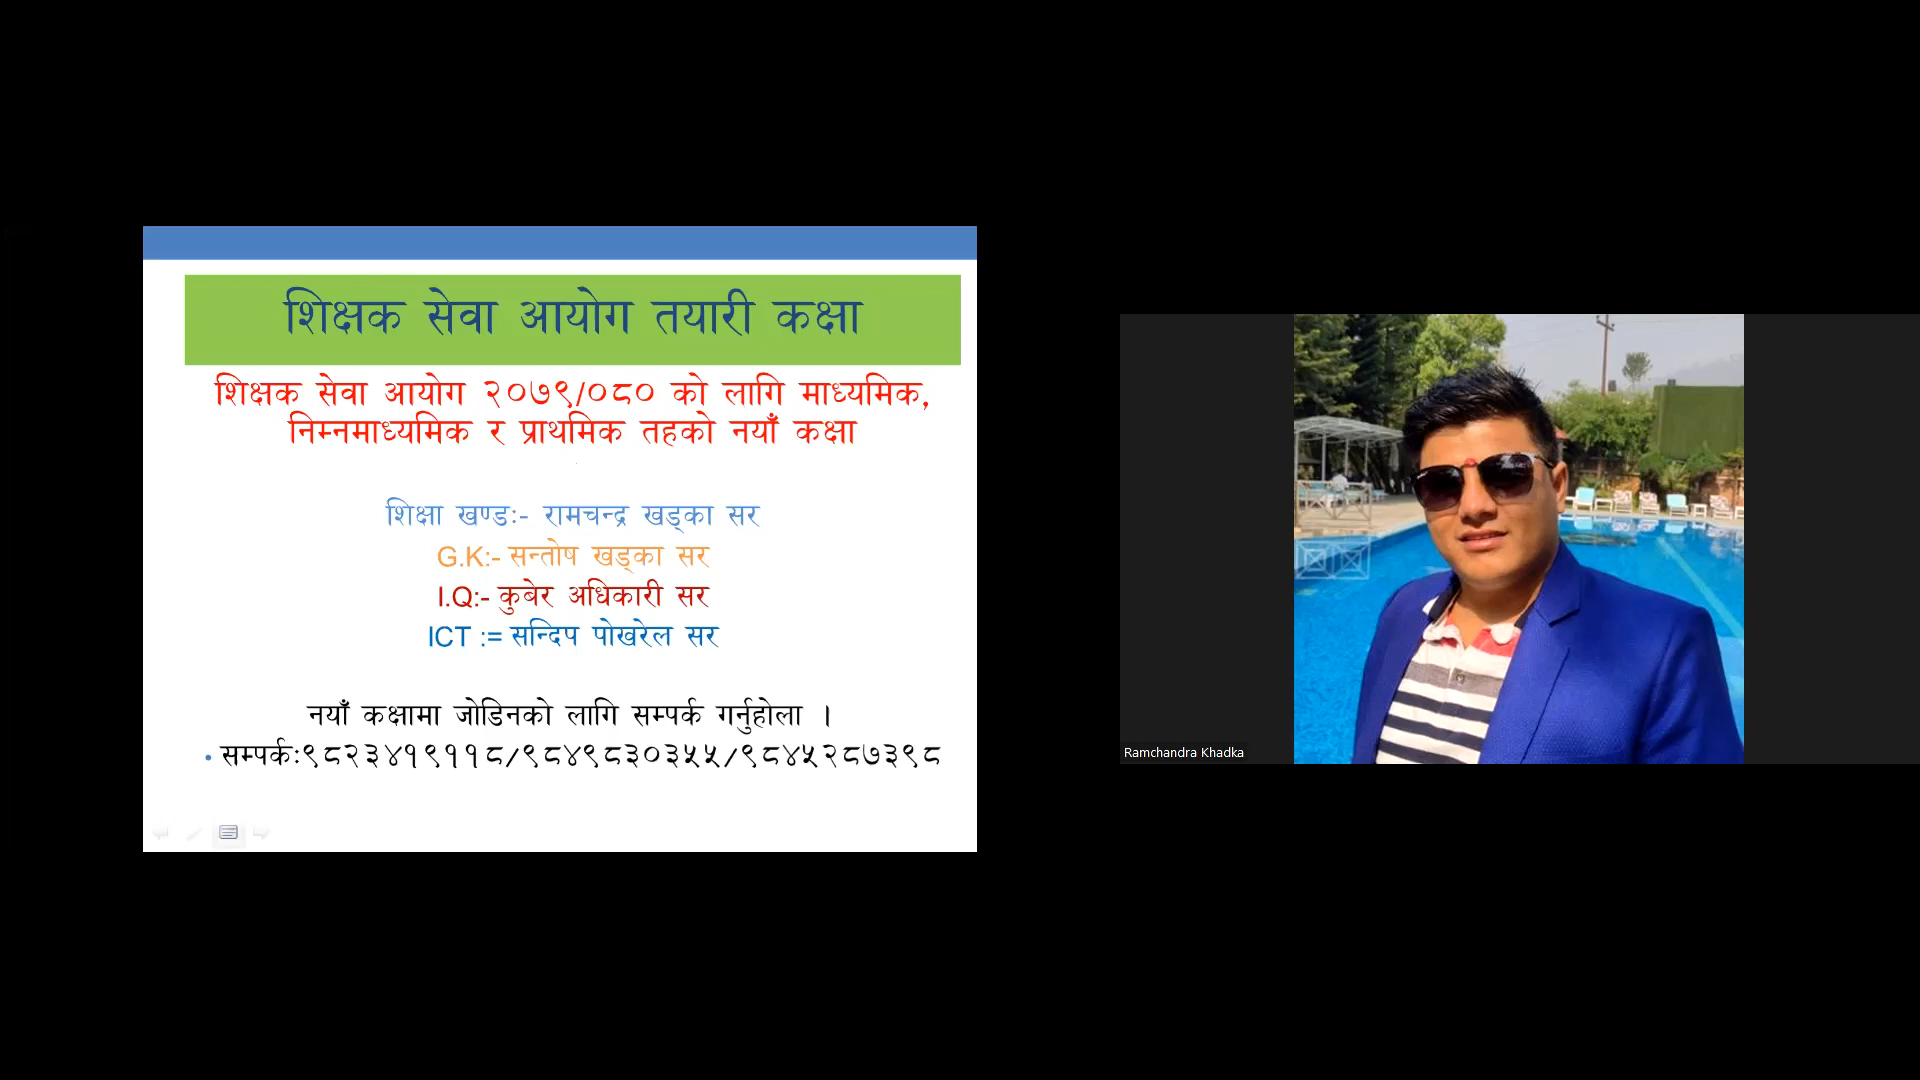 शिक्षक सेवा आयोग तयारी कक्षा
शिक्षक सेवा आयोग २०७९/०८० को लागि माध्यमिक,
निम्नमाध्यमिक र प्राथमिक तहको नयाँ कक्षा
शिक्षा खण्डः- रामचन्द्र खड्का सर
G.K:- सन्तोष खड्का सर
I.Q:- कुबेर अधिकारी सर
ICT := सन्दिप पोखरेल सर
नयाँ कक्षामा जोडिनको लागि सम्पर्क गर्नुहोला ।
• सम्पर्कः९८२३४१९११८/९८४९८३०३५५/९८४५२८७३९८
Ramchandra Khadka